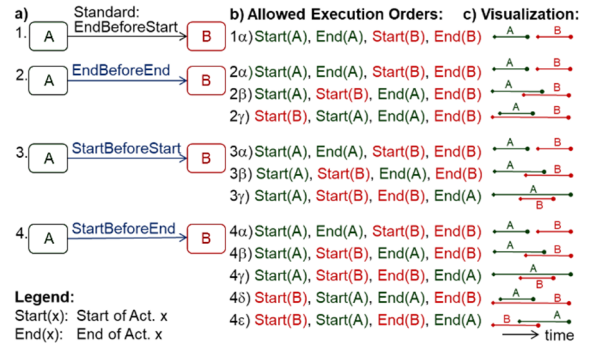 a) Standard: b) Allowed Execution Orders: c) Visualization:
1. A EndBeforeStart B 1α) Start(A), End(A), Start(B), End(B) A B
2. A EndBeforeEnd B 2α) Start(A), End(A), Start(B), End(B) A B
2β) Start(A), Start(B), End(A), End(B) A B
2γ) Start(B), Start(A), End(A), End(B) A B
3. A StartBeforeStart B 3α) Start(A), End(A), Start(B), End(B) A B
3β) Start(A), Start(B), End(A), End(B) A B
3γ) Start(A), Start(B), End(B), End(A) A B
4. A StartBeforeEnd B 4α) Start(A), End(A), Start(B), End(B) A B
4β) Start(A), Start(B), End(A), End(B) A B
4γ) Start(A), Start(B), End(B), End(A) A B
Legend:
Start(x): Start of Act. x 4δ) Start(B), Start(A), End(A), End(B) A B
End(x): End of Act. x 4ε) Start(B), Start(A), End(B), End(A) B A
time